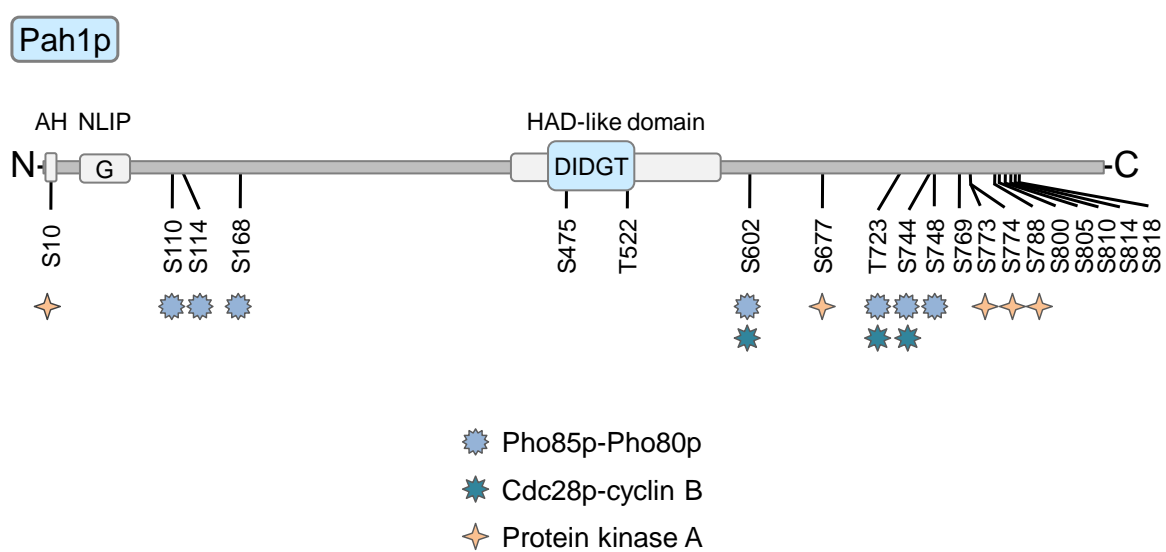 Pah1p
AH NLIP HAD-like domain
N G DIDGT C
S10 S110 S114 S168 S475 T522 S602 S677 T723 S744 S748 S769 S773 S774 S788 S800 S805 S810 S814 S818
Pho85p-Pho80p
Cdc28p-cyclin B
Protein kinase A